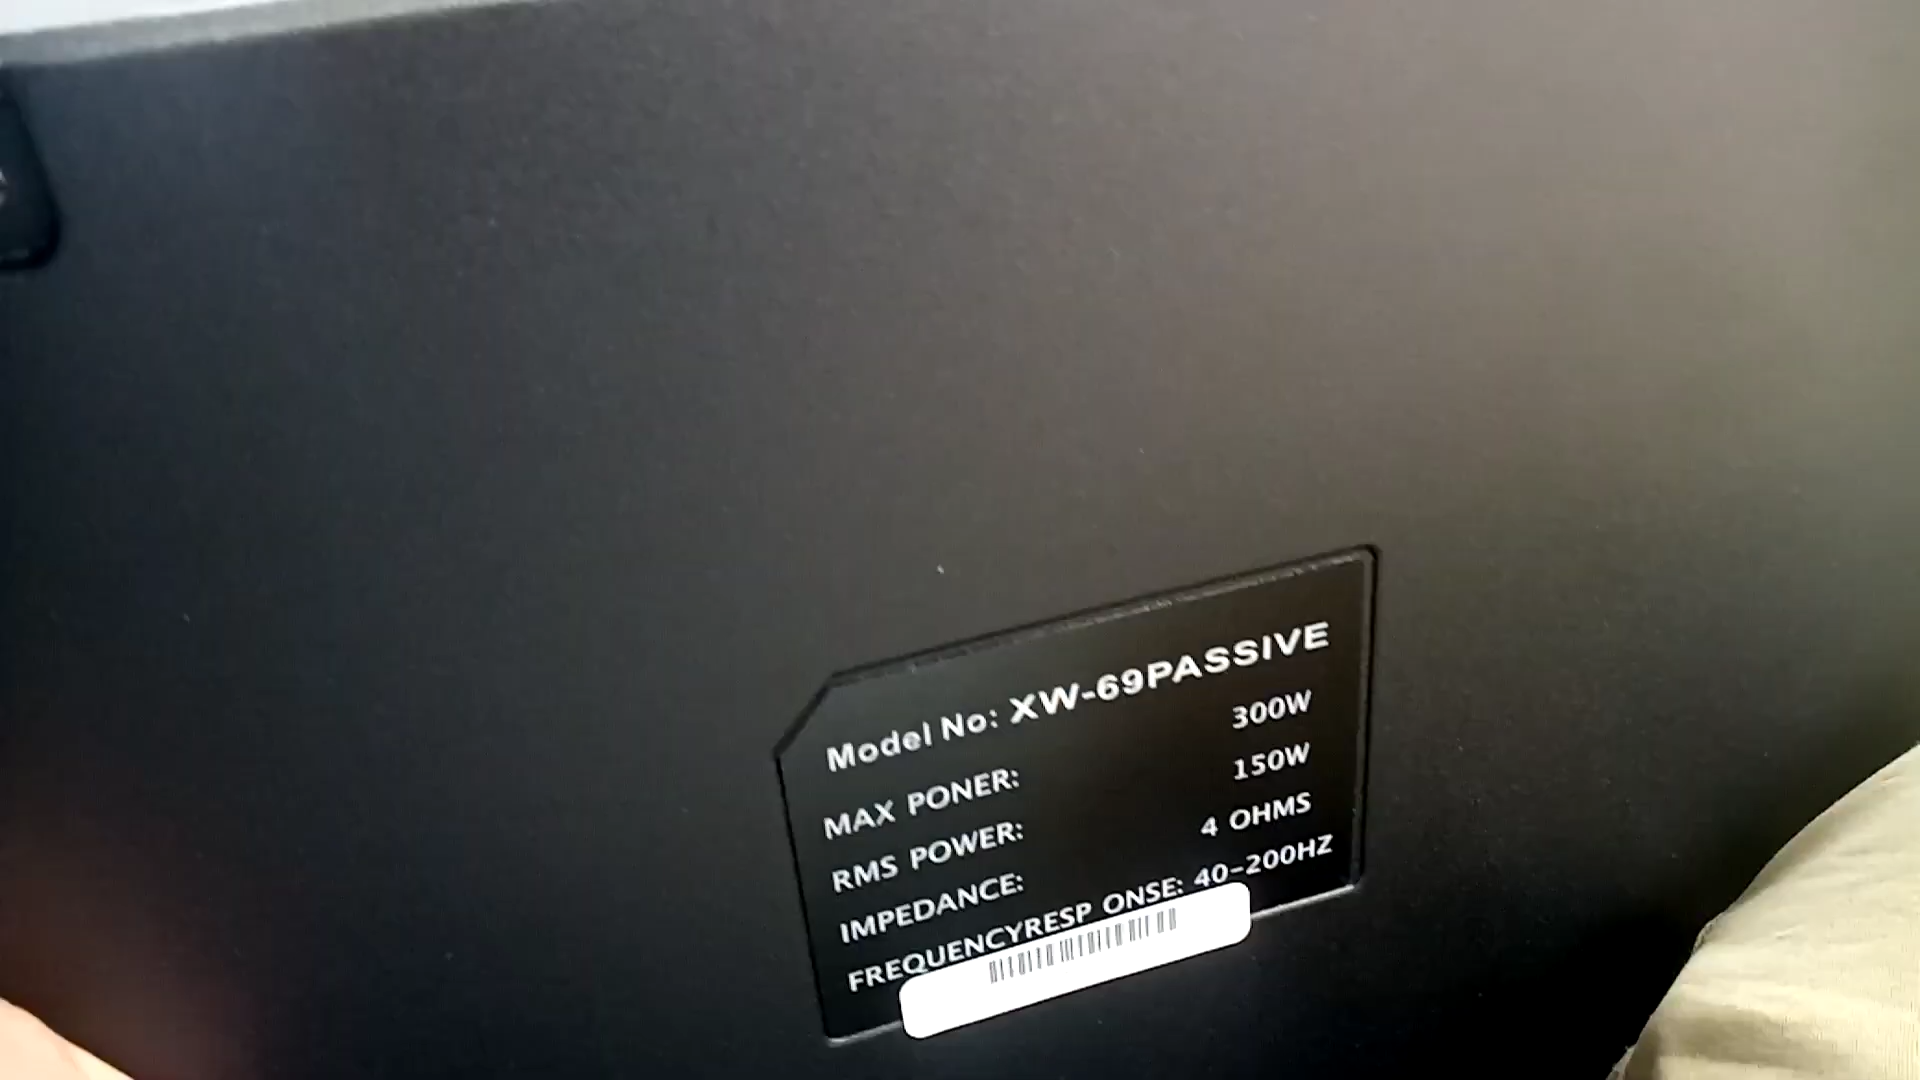 Model No: XW-69PASSIVE
MAX PONER: 300W
RMS POWER: 150W
IMPEDANCE: 4 OHMS
FREQUENCYRESP ONSE: 40-200HZ